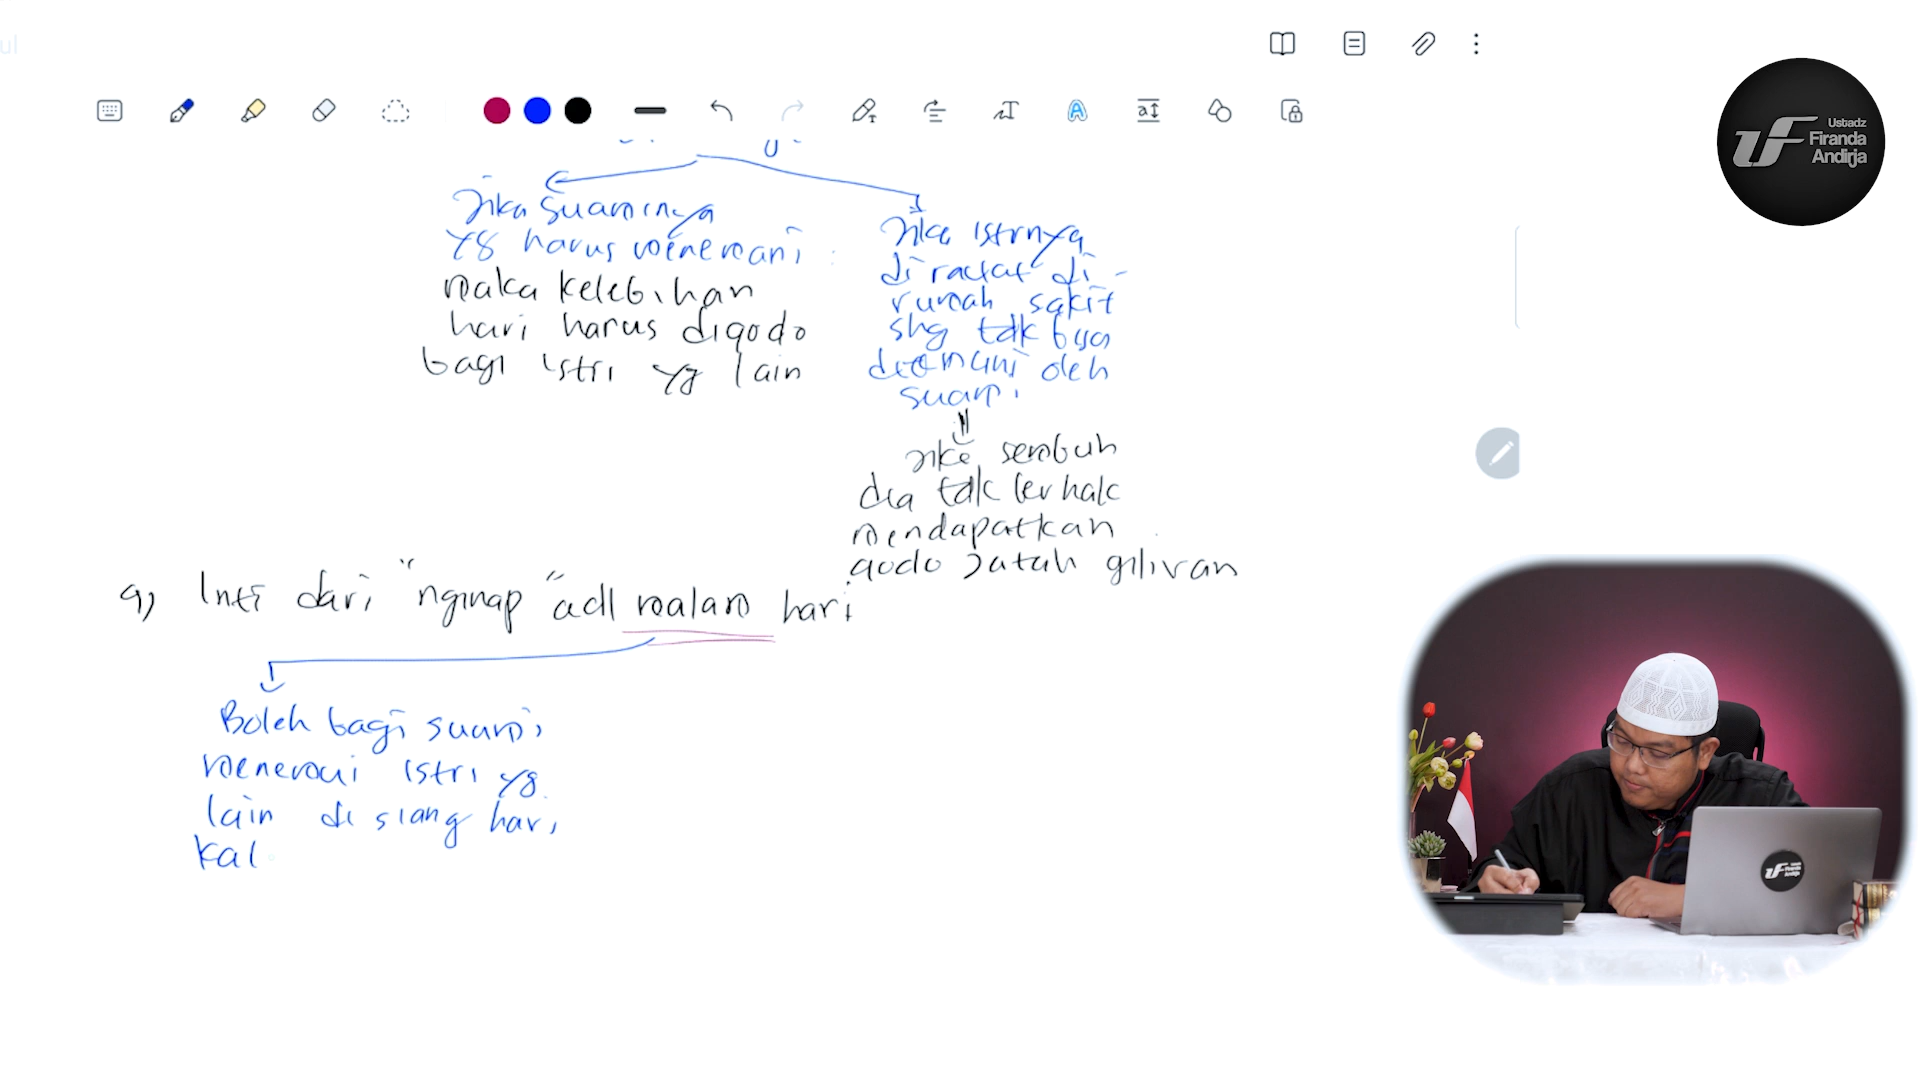 ul
Ustadz
Firanda
Andirja
Jika suaminya
yg harus menemani :
maka kelebihan
hari harus diqodo
bagi istri yg lain
Jika istrinya
dirawat di
rumah sakit
shg tdk bisa
ditemani oleh
suami
Jika sembuh
dia tdk berhak
mendapatkan
qodo jatah giliran
9) Inti dari "nginap" adl malam hari
Boleh bagi suami
menemui istri yg
lain di siang hari
kal